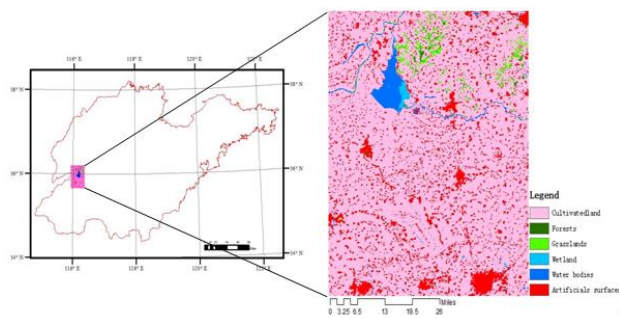 116° E 118° E 120° E 122° E
38° N 38° N
36° N 36° N
34° N 34° N
116° E 118° E 120° E 122° E
Legend
Cultivatedland
Forests
Grasslands
Wetland
Water bodies
Artificials surfaces
Miles
0 3.25 6.5 13 19.5 26